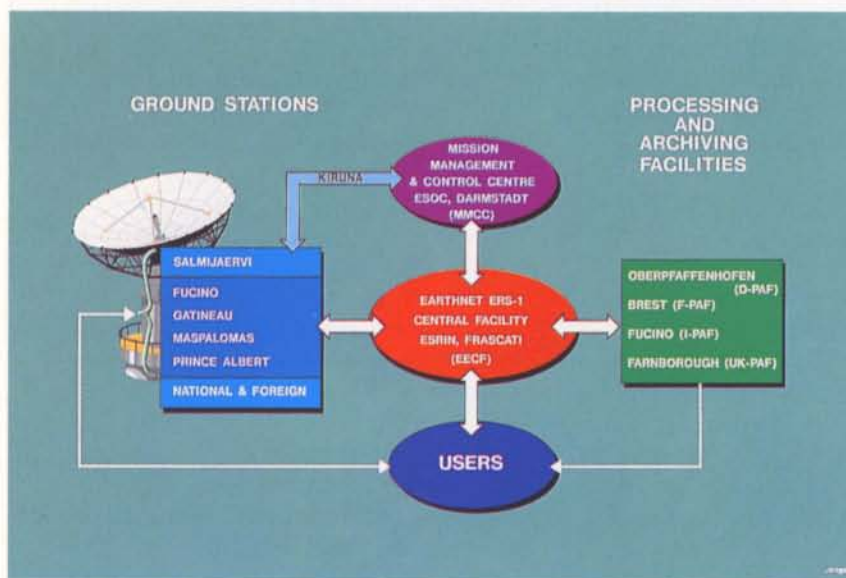 GROUND STATIONS
PROCESSING
AND
ARCHIVING
FACILITIES
KIRUNA
MISSION
MANAGEMENT
& CONTROL CENTRE
ESOC, DARMSTADT
(MMCC)
SALMIJAERVI
FUCINO
GATINEAU
MASPALOMAS
PRINCE ALBERT
NATIONAL & FOREIGN
EARTHNET ERS-1
CENTRAL FACILITY
ESRIN, FRASCATI
(EECF)
OBERPFAFFENHOFEN
(D-PAF)
BREST (F-PAF)
FUCINO (I-PAF)
FARNBOROUGH (UK-PAF)
USERS